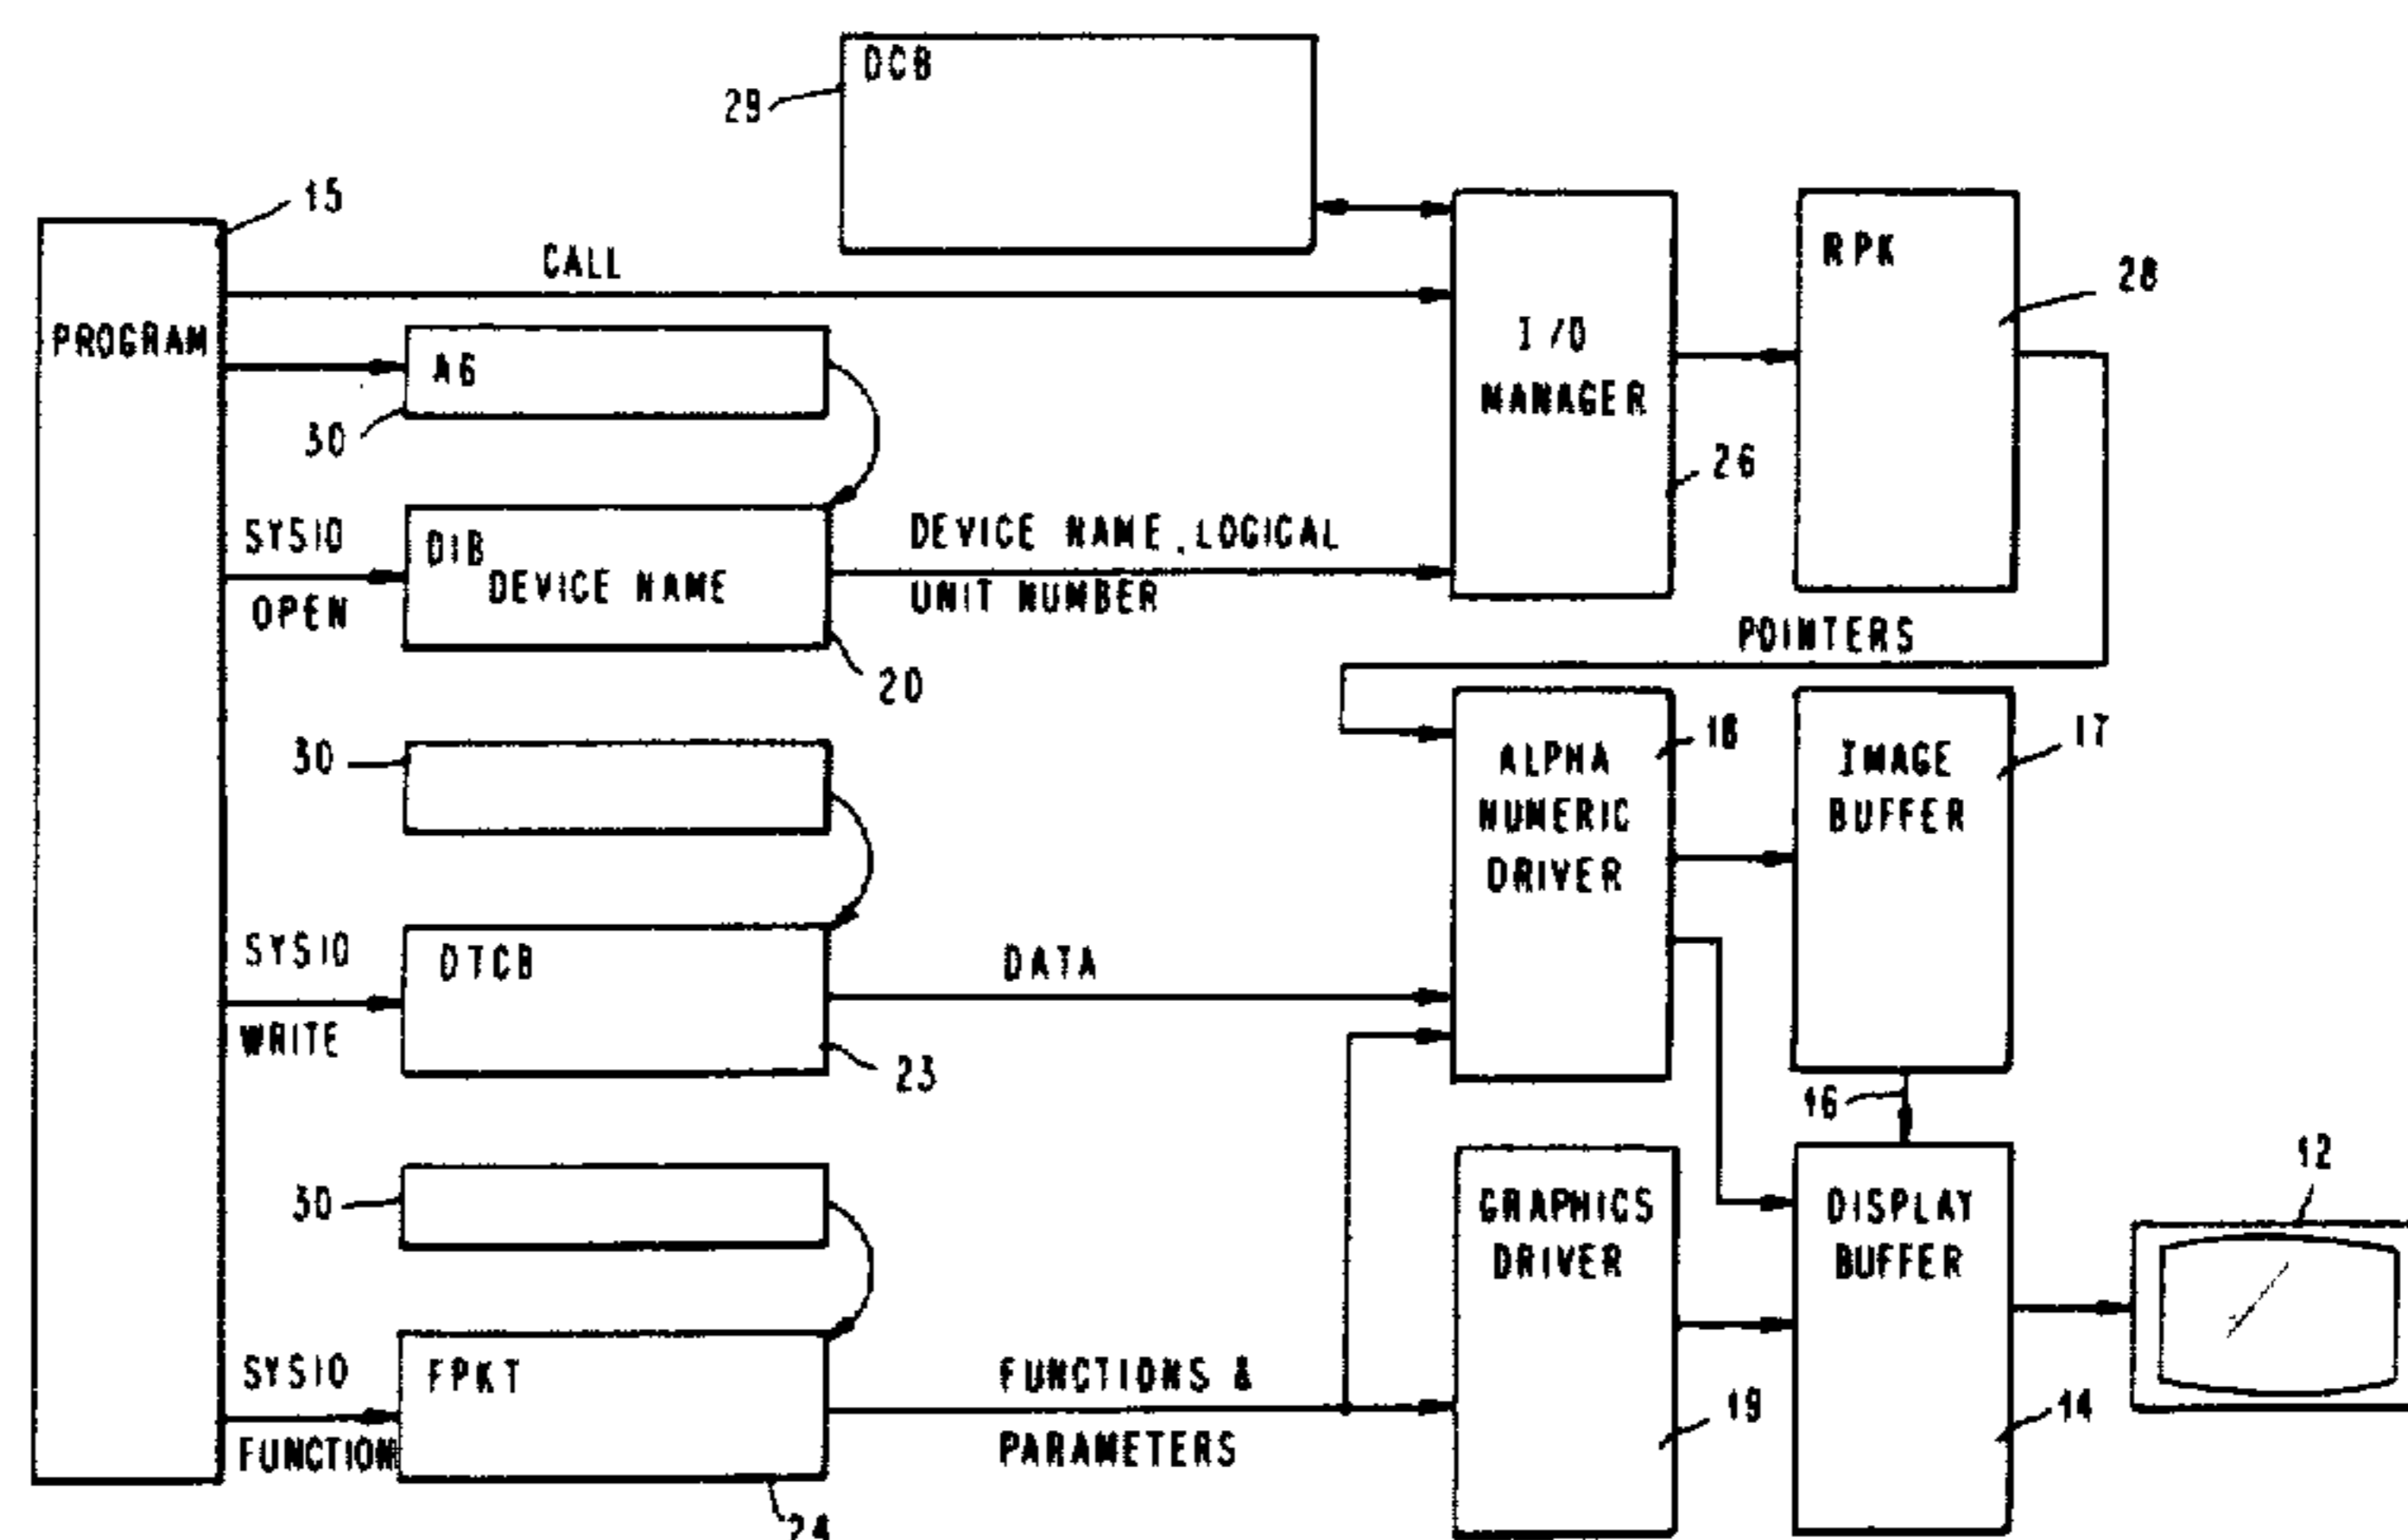 DCB
29
15
CALL
PROGRAM
I/O
MANAGER
RPK
28
A6
30
26
SYSIO
OPEN
DIB
DEVICE NAME
DEVICE NAME, LOGICAL
UNIT NUMBER
20
POINTERS
30
ALPHA
NUMERIC
DRIVER
18
IMAGE
BUFFER
17
SYSIO
WRITE
DTCB
DATA
23
16
30
GRAPHICS
DRIVER
DISPLAY
BUFFER
12
SYSIO
FUNCTION
FPKT
FUNCTIONS &
PARAMETERS
19
14
24